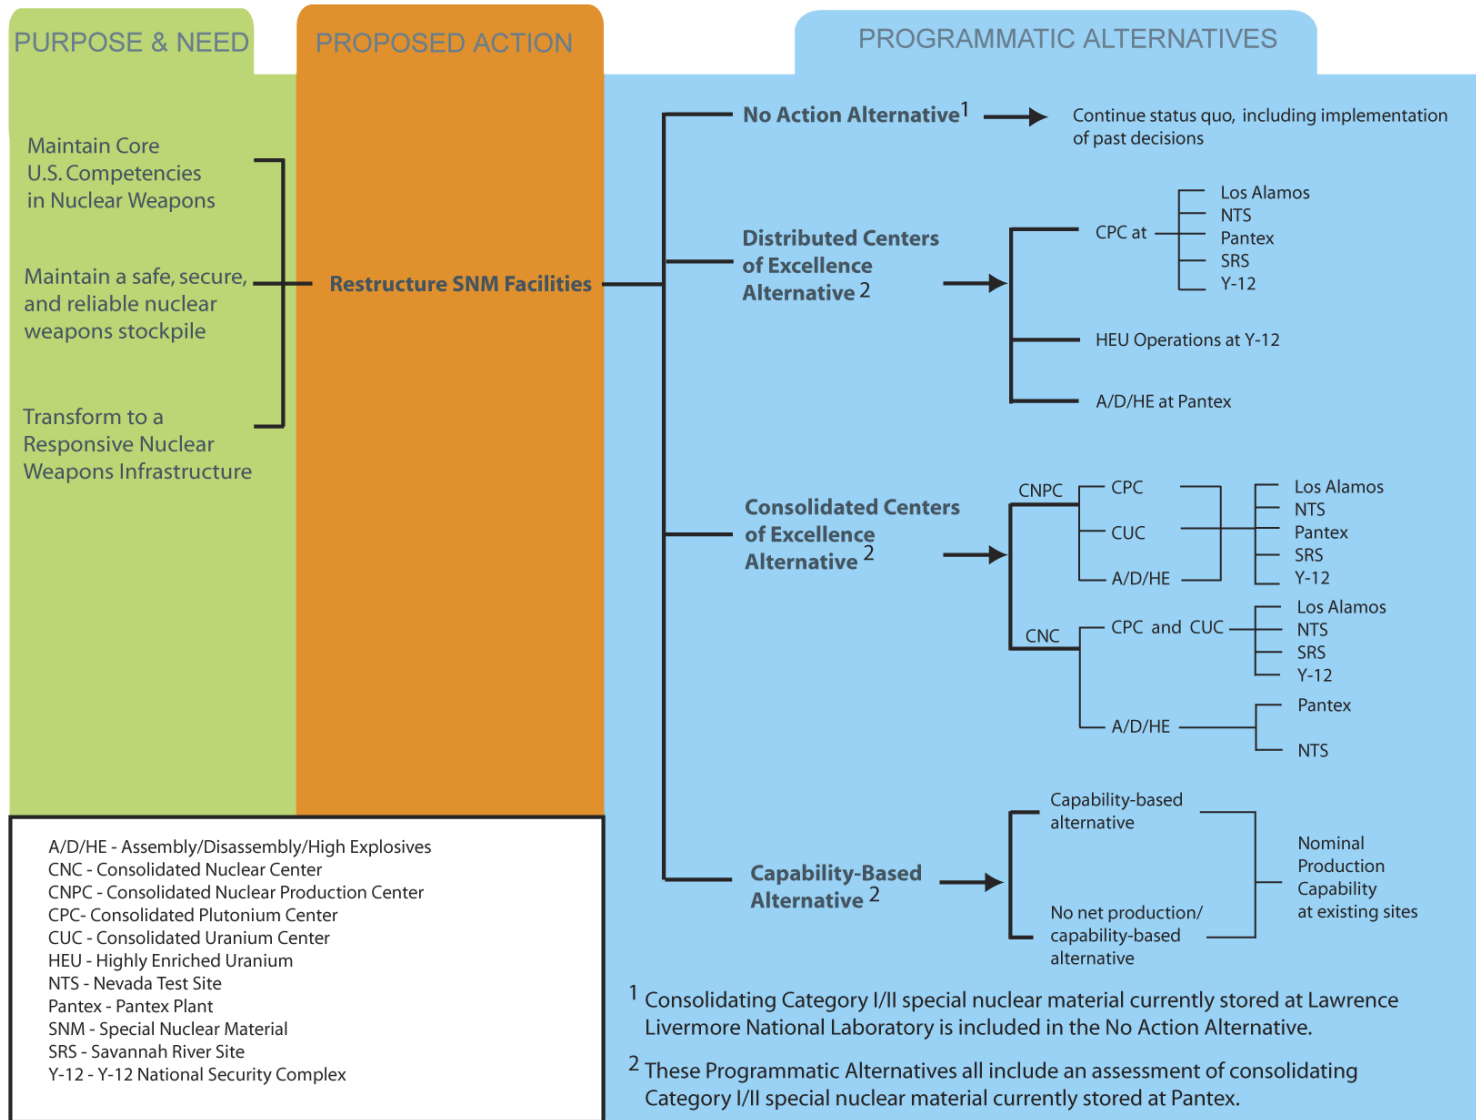 PURPOSE & NEED
PROPOSED ACTION
PROGRAMMATIC ALTERNATIVES
Maintain Core
U.S. Competencies
in Nuclear Weapons
Maintain a safe, secure,
and reliable nuclear
weapons stockpile
Transform to a
Responsive Nuclear
Weapons Infrastructure
Restructure SNM Facilities
No Action Alternative 1
Continue status quo, including implementation
of past decisions
Distributed Centers
of Excellence
Alternative 2
CPC at
Los Alamos
NTS
Pantex
SRS
Y-12
HEU Operations at Y-12
A/D/HE at Pantex
Consolidated Centers
of Excellence
Alternative 2
CNPC
CPC
CUC
A/D/HE
Los Alamos
NTS
Pantex
SRS
Y-12
CNC
CPC and CUC
Los Alamos
NTS
SRS
Y-12
A/D/HE
Pantex
NTS
Capability-Based
Alternative 2
Capability-based
alternative
No net production/
capability-based
alternative
Nominal
Production
Capability
at existing sites
A/D/HE - Assembly/Disassembly/High Explosives
CNC - Consolidated Nuclear Center
CNPC - Consolidated Nuclear Production Center
CPC- Consolidated Plutonium Center
CUC - Consolidated Uranium Center
HEU - Highly Enriched Uranium
NTS - Nevada Test Site
Pantex - Pantex Plant
SNM - Special Nuclear Material
SRS - Savannah River Site
Y-12 - Y-12 National Security Complex
1 Consolidating Category I/II special nuclear material currently stored at Lawrence
Livermore National Laboratory is included in the No Action Alternative.
2 These Programmatic Alternatives all include an assessment of consolidating
Category I/II special nuclear material currently stored at Pantex.